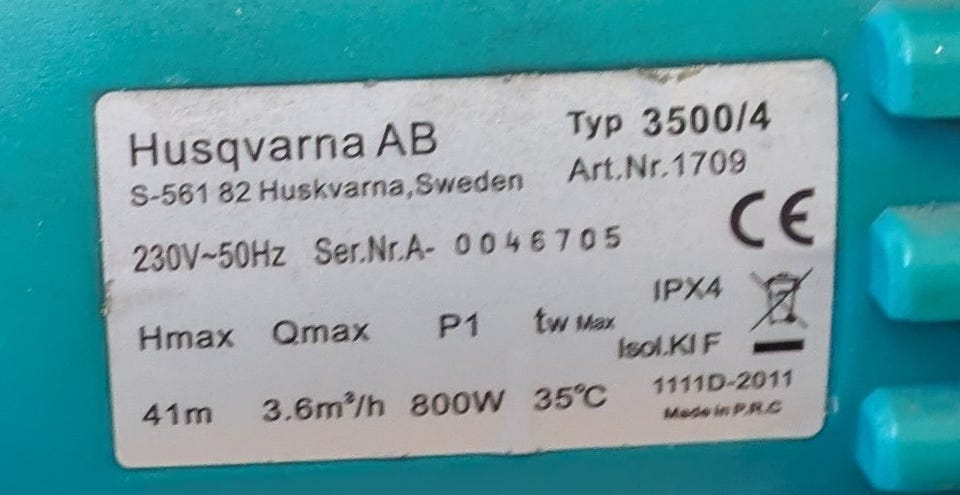 Husqvarna AB
S-561 82 Huskvarna,Sweden
Typ 3500/4
Art.Nr.1709
CE
230V~50Hz Ser.Nr.A- 0046705
IPX4
Isol.Kl F
Hmax Qmax P1 tw Max
41m 3.6m³/h 800W 35°C
1111D-2011
Made in P.R.C